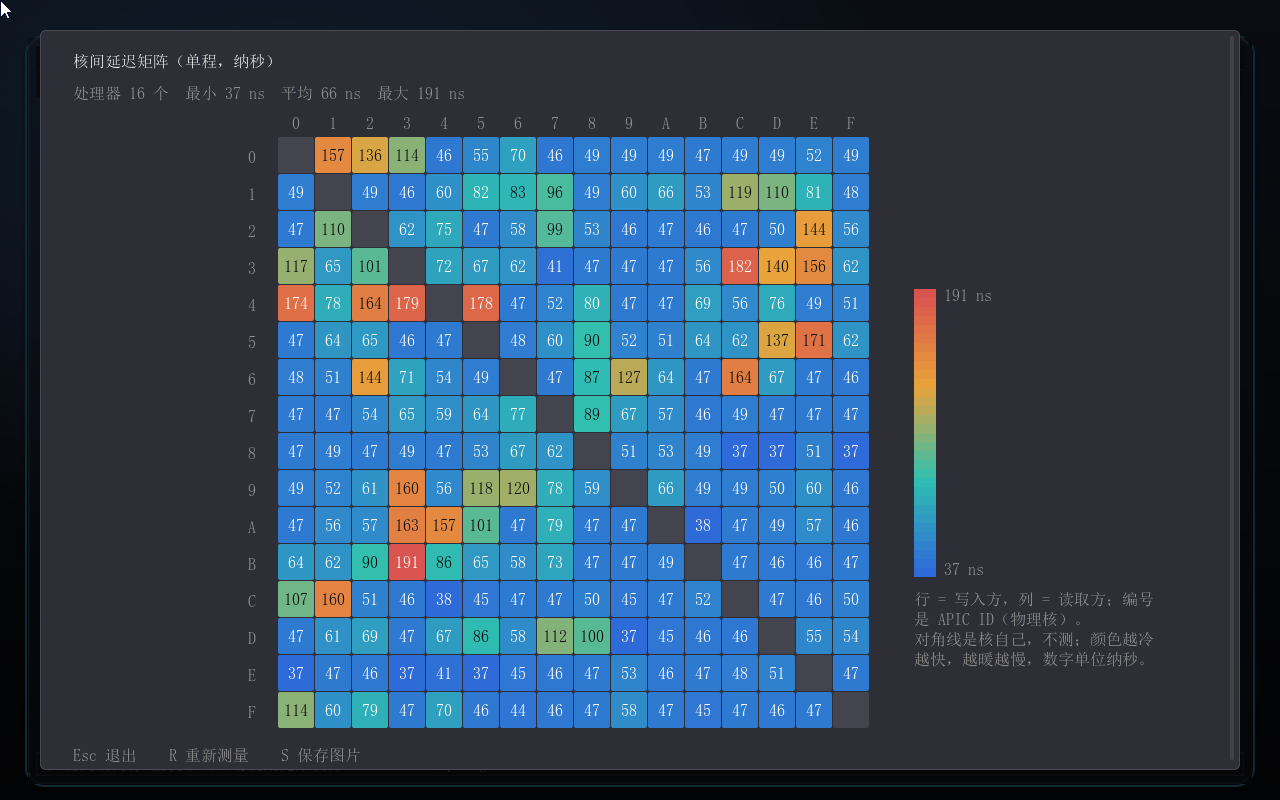 核间延迟矩阵（单程，纳秒）
处理器 16 个 最小 37 ns 平均 66 ns 最大 191 ns
0 1 2 3 4 5 6 7 8 9 A B C D E F
0 157 136 114 46 55 70 46 49 49 49 47 49 49 52 49
1 49 49 46 60 82 83 96 49 60 66 53 119 110 81 48
2 47 110 62 75 47 58 99 53 46 47 46 47 50 144 56
3 117 65 101 72 67 62 41 47 47 47 56 182 140 156 62
4 174 78 164 179 178 47 52 80 47 47 69 56 76 49 51
5 47 64 65 46 47 48 60 90 52 51 64 62 137 171 62
6 48 51 144 71 54 49 47 87 127 64 47 164 67 47 46
7 47 47 54 65 59 64 77 89 67 57 46 49 47 47 47
8 47 49 47 49 47 53 67 62 51 53 49 37 37 51 37
9 49 52 61 160 56 118 120 78 59 66 49 49 50 60 46
A 47 56 57 163 157 101 47 79 47 47 38 47 49 57 46
B 64 62 90 191 86 65 58 73 47 47 49 47 46 46 47
C 107 160 51 46 38 45 47 47 50 45 47 52 47 46 50
D 47 61 69 47 67 86 58 112 100 37 45 46 46 55 54
E 37 47 46 37 41 37 45 46 47 53 46 47 48 51 47
F 114 60 79 47 70 46 44 46 47 58 47 45 47 46 47
191 ns
37 ns
行 = 写入方，列 = 读取方；编号
是 APIC ID（物理核）。
对角线是核自己，不测；颜色越冷
越快，越暖越慢，数字单位纳秒。
Esc 退出 R 重新测量 S 保存图片